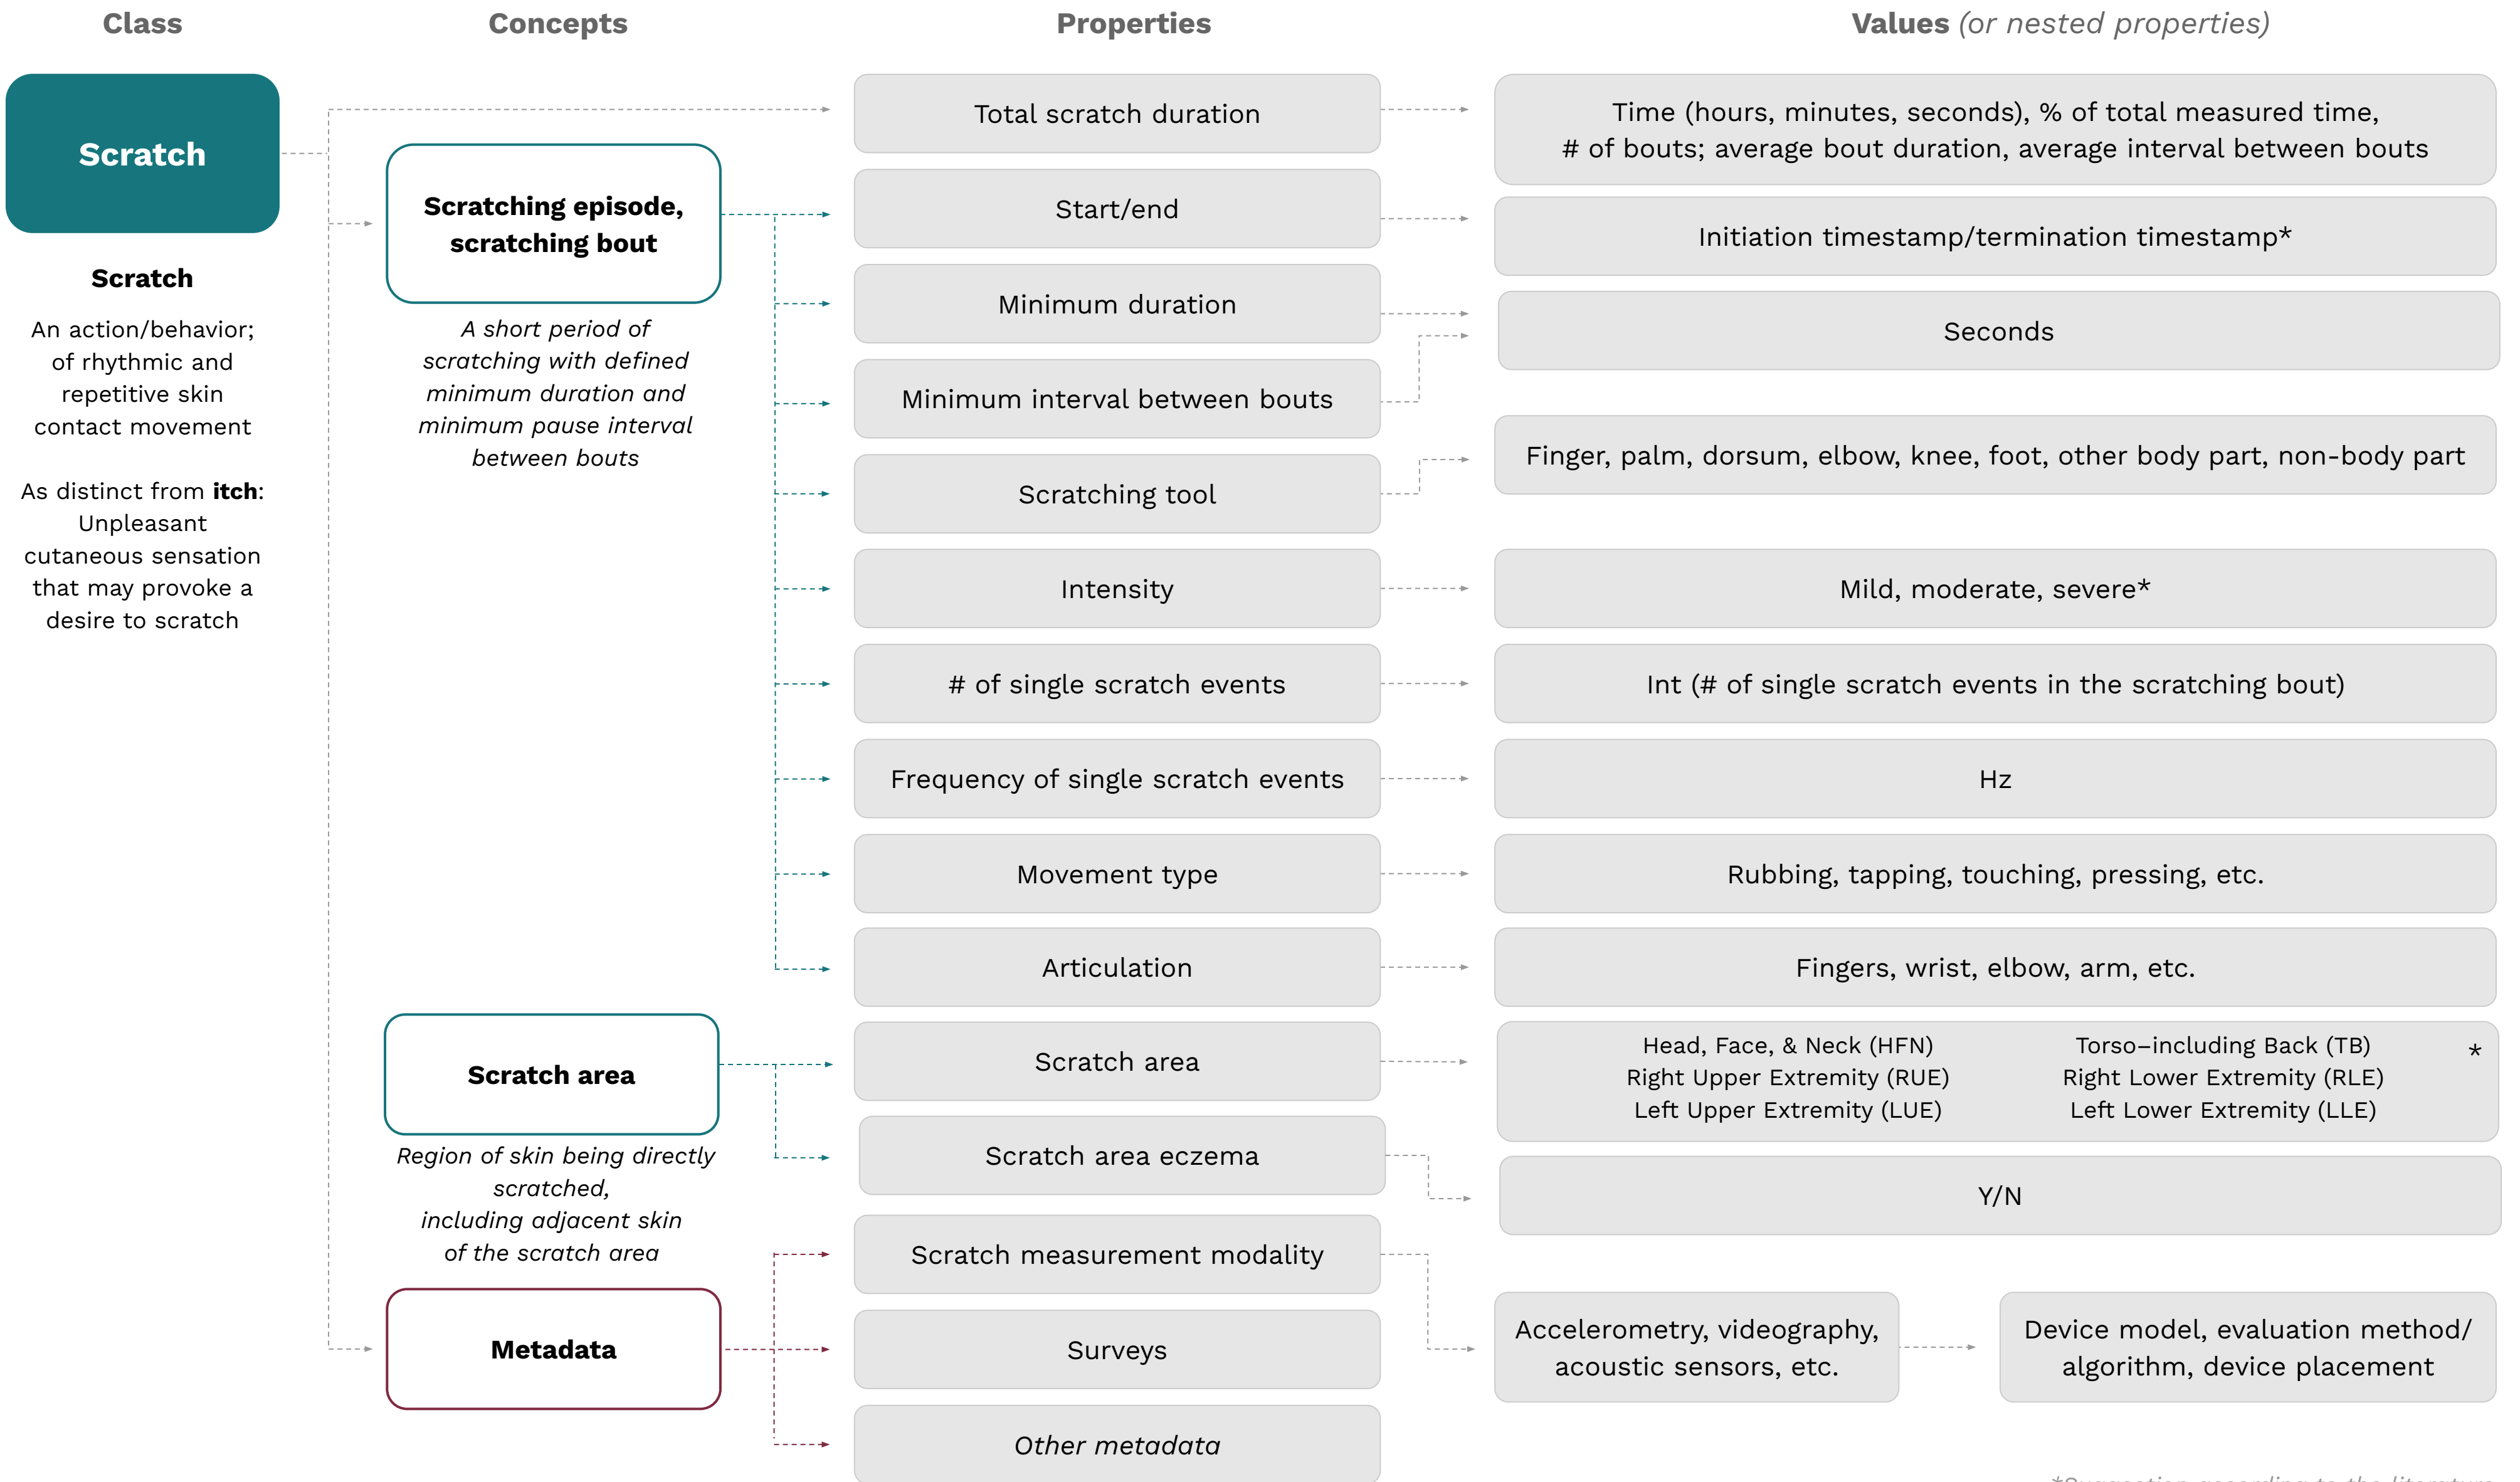 Class
Concepts
Properties
Values (or nested properties)
Scratch
Scratch
An action/behavior;
of rhythmic and
repetitive skin
contact movement
As distinct from itch:
Unpleasant
cutaneous sensation
that may provoke a
desire to scratch
Scratching episode,
scratching bout
A short period of
scratching with defined
minimum duration and
minimum pause interval
between bouts
Scratch area
Region of skin being directly
scratched,
including adjacent skin
of the scratch area
Metadata
Total scratch duration
Start/end
Minimum duration
Minimum interval between bouts
Scratching tool
Intensity
# of single scratch events
Frequency of single scratch events
Movement type
Articulation
Scratch area
Scratch area eczema
Scratch measurement modality
Surveys
Other metadata
Time (hours, minutes, seconds), % of total measured time,
# of bouts; average bout duration, average interval between bouts
Initiation timestamp/termination timestamp*
Seconds
Finger, palm, dorsum, elbow, knee, foot, other body part, non-body part
Mild, moderate, severe*
Int (# of single scratch events in the scratching bout)
Hz
Rubbing, tapping, touching, pressing, etc.
Fingers, wrist, elbow, arm, etc.
Head, Face, & Neck (HFN)
Right Upper Extremity (RUE)
Left Upper Extremity (LUE)
Torso–including Back (TB)
Right Lower Extremity (RLE)
Left Lower Extremity (LLE)
*
Y/N
Accelerometry, videography,
acoustic sensors, etc.
Device model, evaluation method/
algorithm, device placement
*Suggestion according to the literature